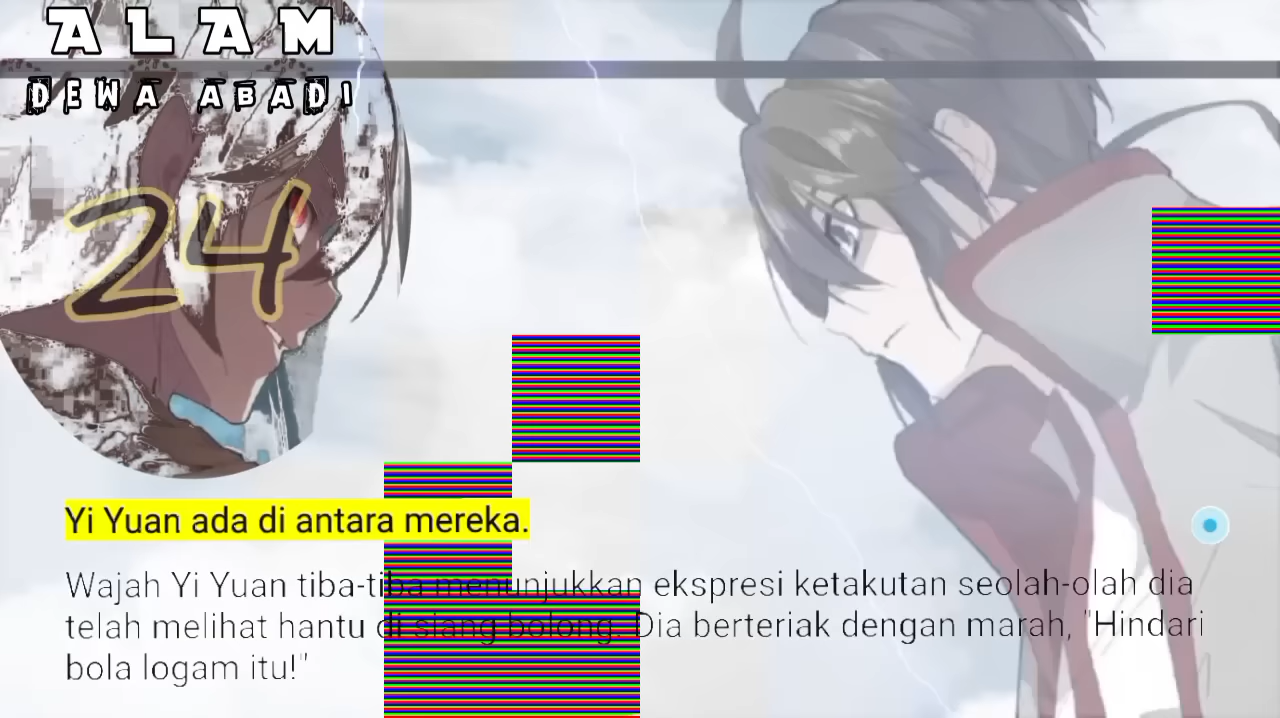 ALAM
DEWA ABADI
24
Yi Yuan ada di antara mereka.
Wajah Yi Yuan tiba-tiba menunjukkan ekspresi ketakutan seolah-olah dia
telah melihat hantu di siang bolong. Dia berteriak dengan marah, "Hindari
bola logam itu!"